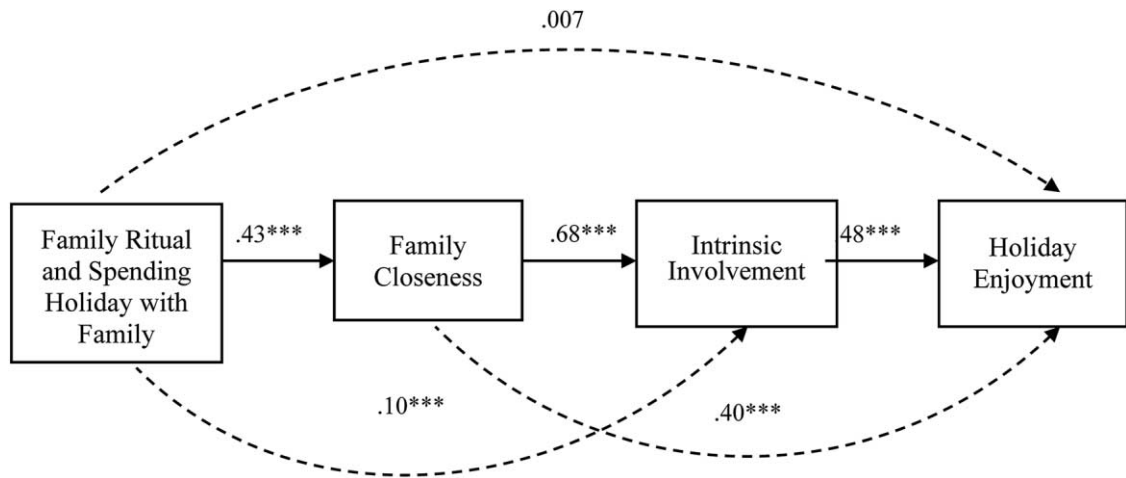 .007
Family Ritual
and Spending
Holiday with
Family
.43***
Family
Closeness
.68***
Intrinsic
Involvement
.48***
Holiday
Enjoyment
.10***
.40***